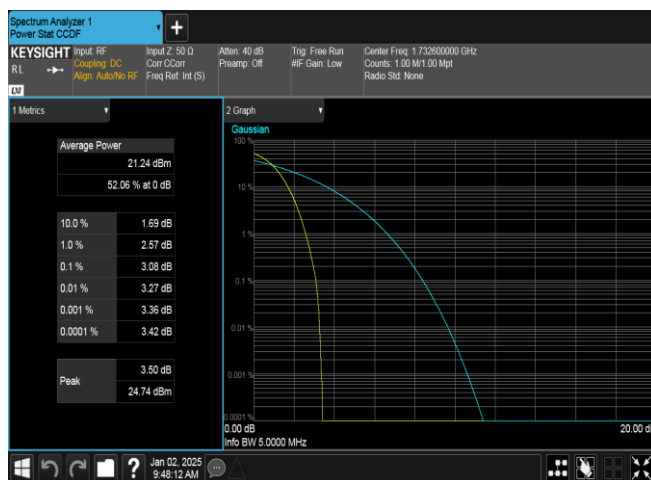 Spectrum Analyzer 1
Power Stat CCDF
+
KEYSIGHT
RL
LXI
Input: RF
Coupling: DC
Align: Auto/No RF
Input Z: 50 Ω
Corr CCorr
Freq Ref: Int (S)
Atten: 40 dB
Preamp: Off
Trig: Free Run
#IF Gain: Low
Center Freq: 1.732600000 GHz
Counts: 1.00 M/1.00 Mpt
Radio Std: None
1 Metrics
Average Power
21.24 dBm
52.06 % at 0 dB
10.0 % 1.69 dB
1.0 % 2.57 dB
0.1 % 3.08 dB
0.01 % 3.27 dB
0.001 % 3.36 dB
0.0001 % 3.42 dB
Peak
3.50 dB
24.74 dBm
2 Graph
Gaussian
100 %
10 %
1 %
0.1 %
0.01 %
0.001 %
0.0001 %
0.00 dB
20.00 d
Info BW 5.0000 MHz
?
Jan 02, 2025
9:48:12 AM